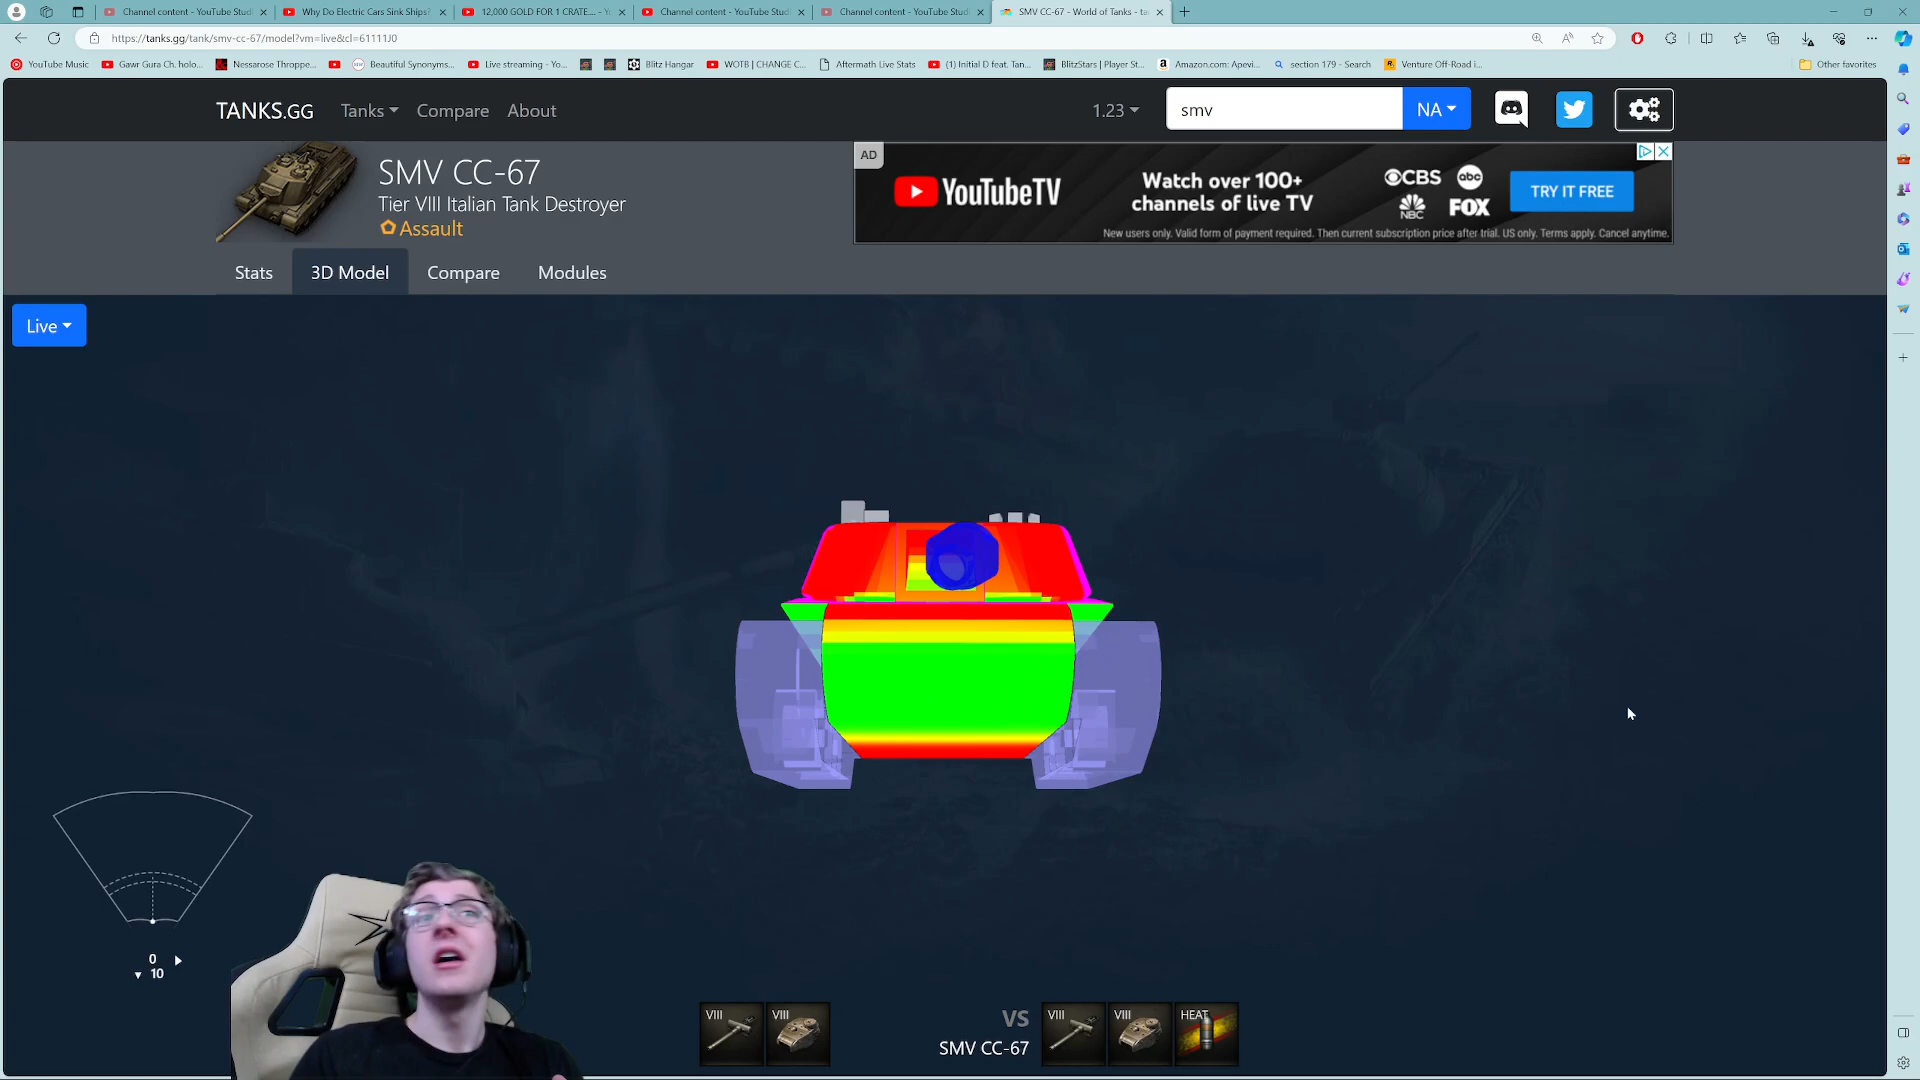 Channel content - YouTube Studi
Why Do Electric Cars Sink Ships?
12,000 GOLD FOR 1 CRATE... - Y
Channel content - YouTube Stud
Channel content - YouTube Studi
SMV CC-67 - World of Tanks - ta
https://tanks.gg/tank/smv-cc-67/model?vm=live&cl=61111J0
YouTube Music
Gawr Gura Ch. holo...
Nessarose Throppe...
Beautiful Synonyms...
Live streaming - Yo...
Blitz Hangar
WOTB | CHANGE C...
Aftermath Live Stats
(1) Initial D feat. Tan...
BlitzStars | Player St...
Amazon.com: Apevi...
section 179 - Search
Venture Off-Road i...
Other favorites
TANKS.GG
Tanks
Compare
About
1.23
smv
NA
SMV CC-67
Tier VIII Italian Tank Destroyer
Assault
AD
YouTubeTV
Watch over 100+
channels of live TV
CBS
abc
NBC
FOX
TRY IT FREE
New users only. Valid form of payment required. Then current subscription price after trial. US only. Terms apply. Cancel anytime.
Stats
3D Model
Compare
Modules
Live
0
10
VIII
VIII
VS
SMV CC-67
VIII
VIII
HEAT